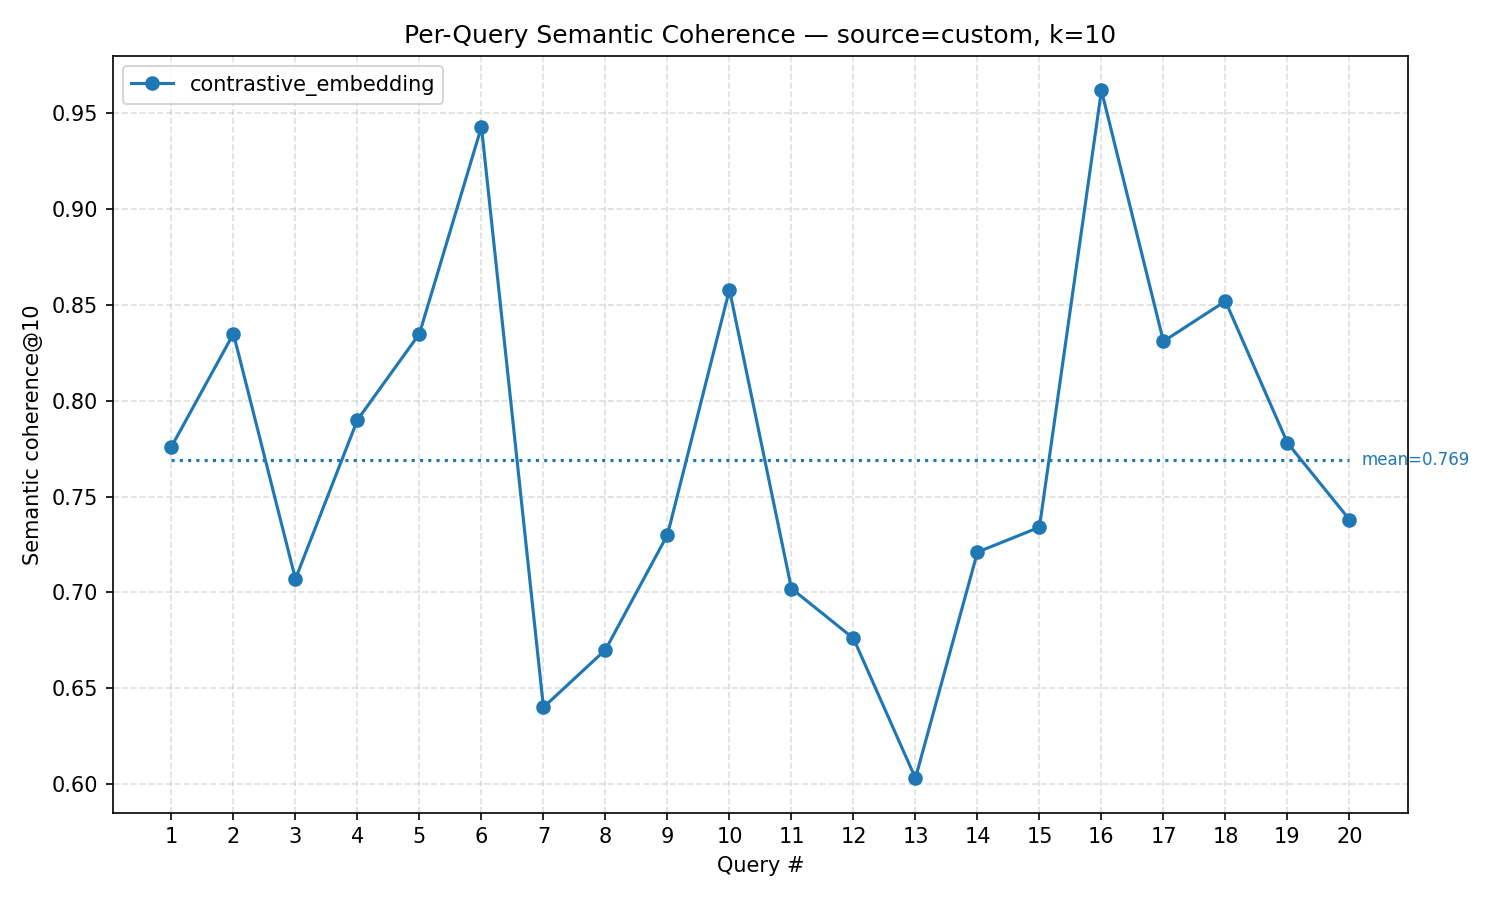 Per-Query Semantic Coherence — source=custom, k=10
contrastive_embedding
Semantic coherence@10
0.95
0.90
0.85
0.80
0.75
0.70
0.65
0.60
mean=0.769
1 2 3 4 5 6 7 8 9 10 11 12 13 14 15 16 17 18 19 20
Query #